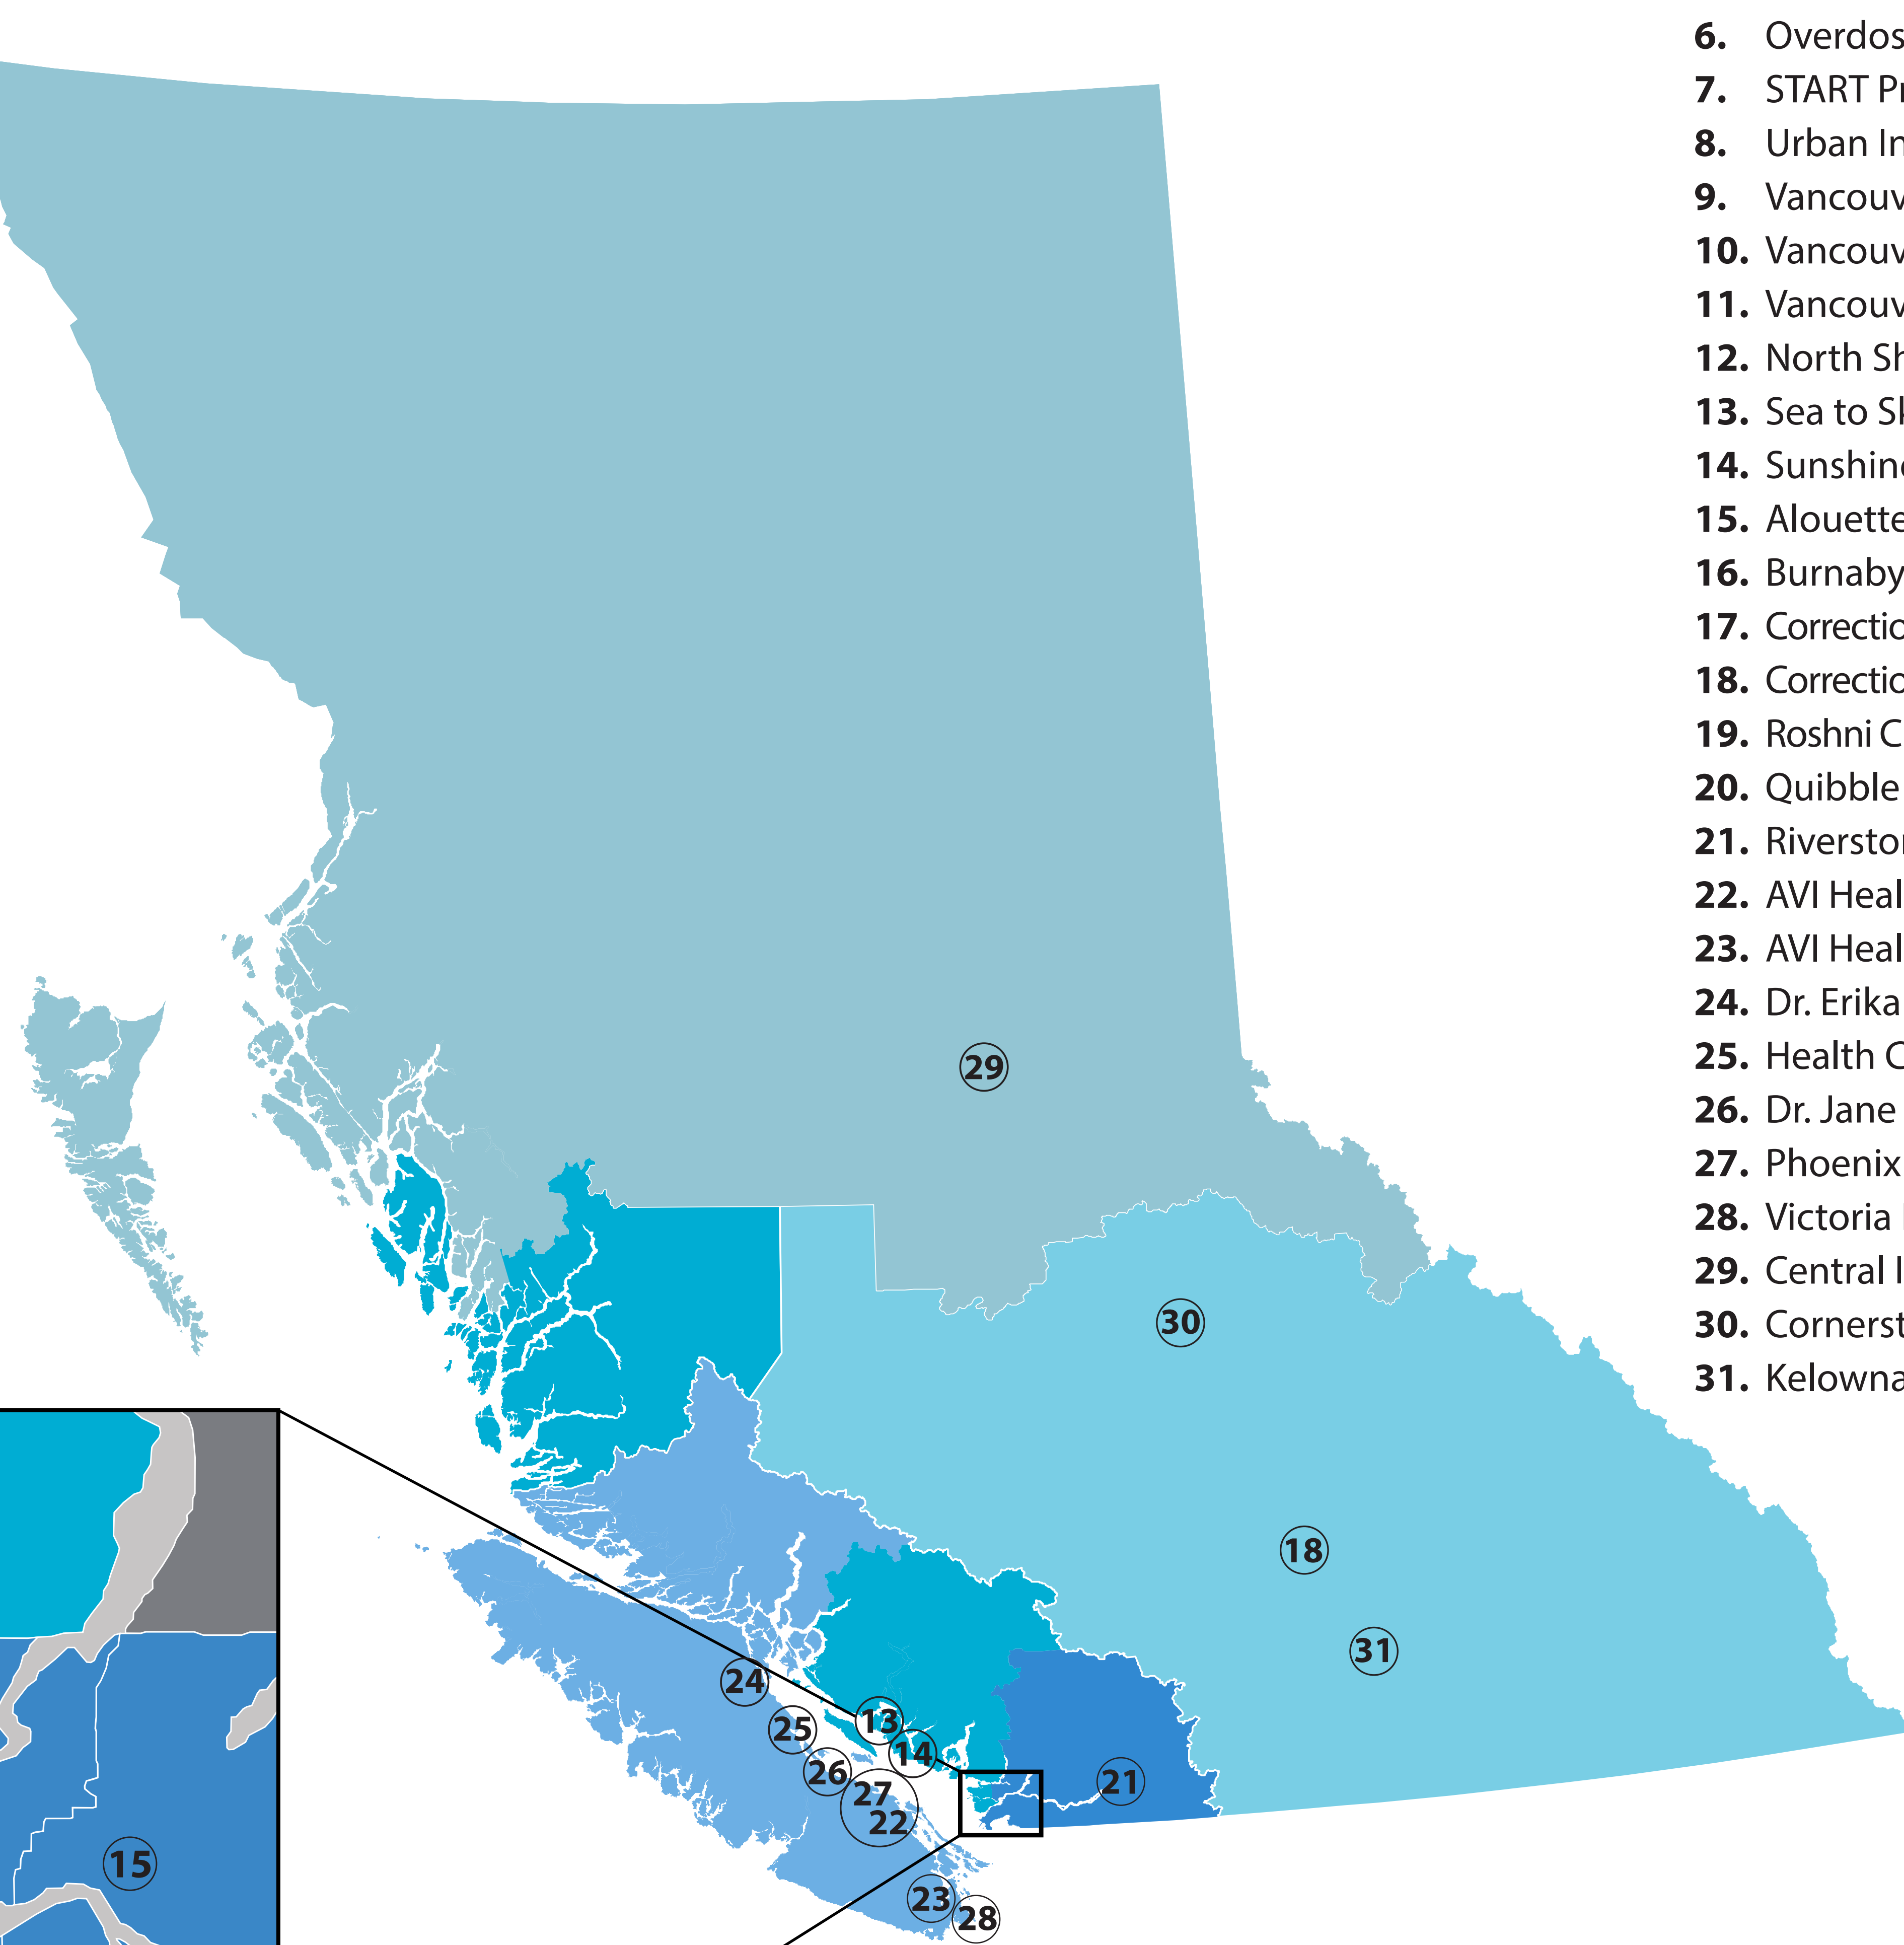 6. Overdos
7. START Pr
8. Urban In
9. Vancouv
10. Vancouv
11. Vancouv
12. North Sh
13. Sea to Sk
14. Sunshine
15. Alouette
16. Burnaby
17. Correctio
18. Correctio
19. Roshni C
20. Quibble
21. Riverston
22. AVI Heal
23. AVI Heal
24. Dr. Erika
25. Health C
26. Dr. Jane
27. Phoenix
28. Victoria
29. Central I
30. Cornerst
31. Kelowna
29
30
18
31
24
13
25
14
26
21
27
22
15
23
28